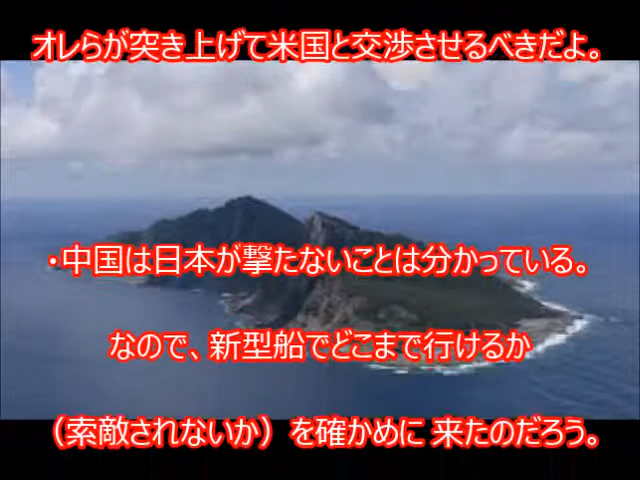 オレらが突き上げて米国と交渉させるべきだよ。
・中国は日本が撃たないことは分かっている。
なので、新型船でどこまで行けるか
（索敵されないか）を確かめに 来たのだろう。